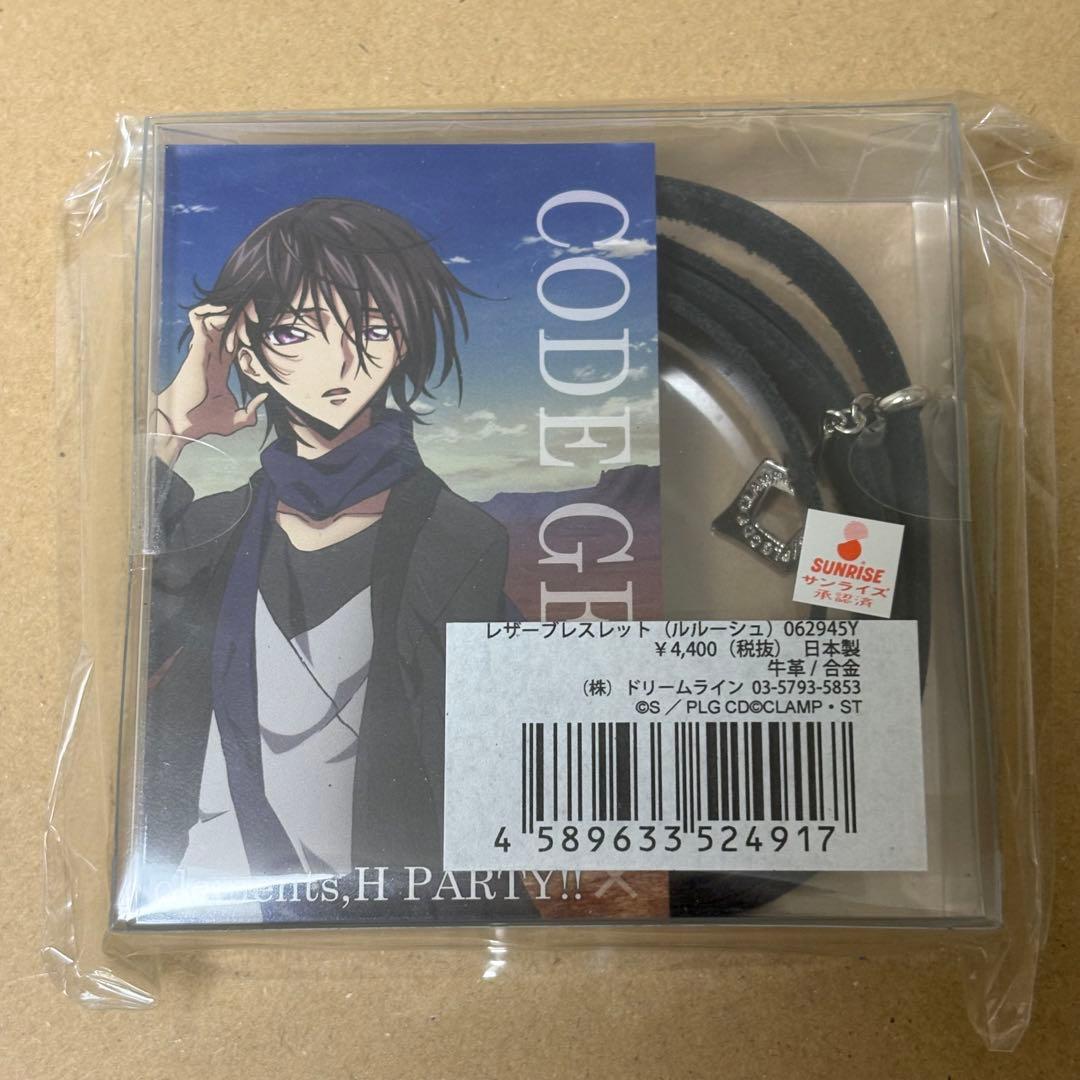 CODE GE
SUNRISE
サンライズ
承認済
レザーブレスレット（ルルーシュ）062945Y
￥4,400（税抜） 日本製
牛革 / 合金
（株）ドリームライン 03-5793-5853
©S ／ PLG CD©CLAMP・ST
4 589633 524917
elements,H PARTY!! ×